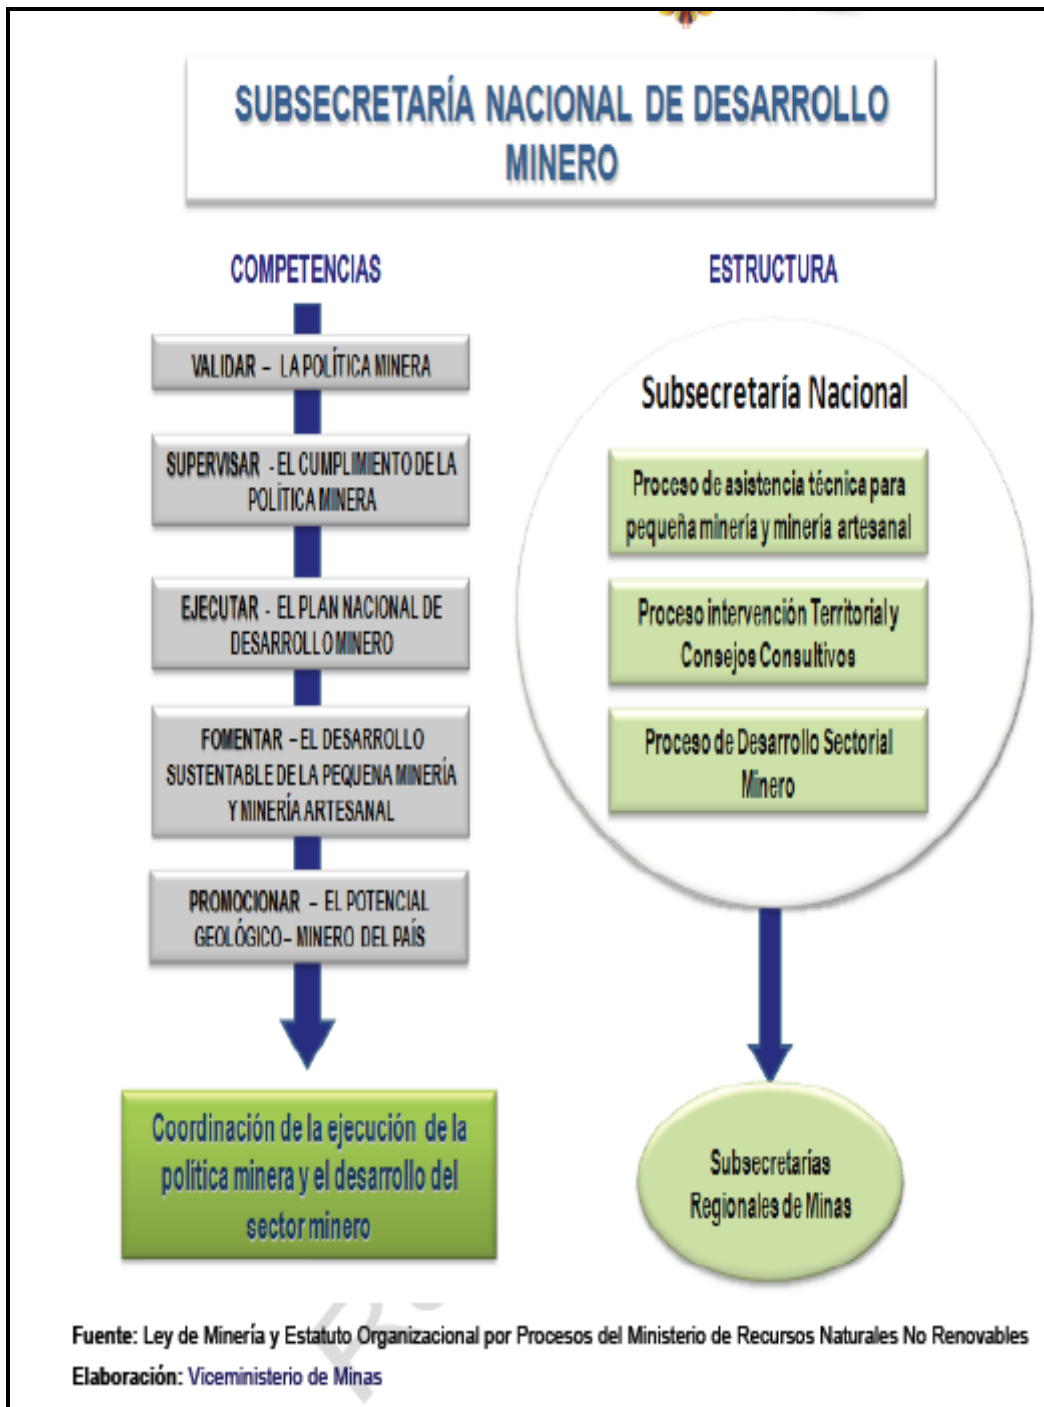 SUBSECRETARÍA NACIONAL DE DESARROLLO
MINERO
COMPETENCIAS
VALIDAR – LA POLÍTICA MINERA
SUPERVISAR - EL CUMPLIMIENTO DE LA
POLÍTICA MINERA
EJECUTAR - EL PLAN NACIONAL DE
DESARROLLO MINERO
FOMENTAR – EL DESARROLLO
SUSTENTABLE DE LA PEQUENA MINERÍA
Y MINERÍA ARTESANAL
PROMOCIONAR – EL POTENCIAL
GEOLÓGICO – MINERO DEL PAÍS
Coordinación de la ejecución de la
política minera y el desarrollo del
sector minero
ESTRUCTURA
Subsecretaría Nacional
Proceso de asistencia técnica para
pequeña minería y minería artesanal
Proceso intervención Territorial y
Consejos Consultivos
Proceso de Desarrollo Sectorial
Minero
Subsecretarías
Regionales de Minas
Fuente: Ley de Minería y Estatuto Organizacional por Procesos del Ministerio de Recursos Naturales No Renovables
Elaboración: Viceministerio de Minas